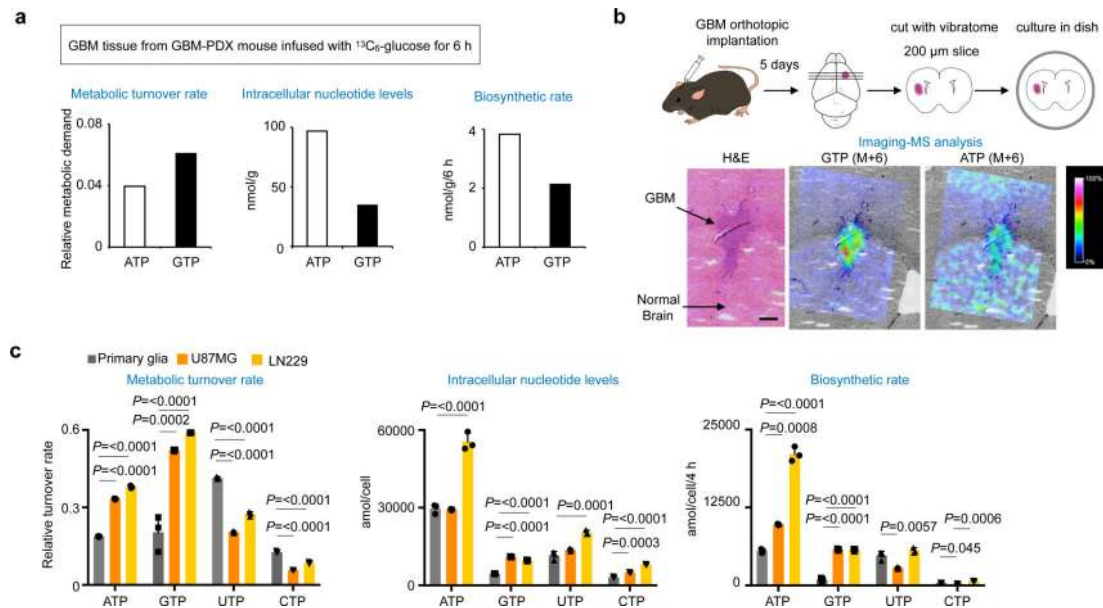 a
GBM tissue from GBM-PDX mouse infused with ¹³C₆-glucose for 6 h
Metabolic turnover rate
Relative metabolic demand
0.08
0.04
0
ATP GTP
Intracellular nucleotide levels
nmol/g
100
50
0
ATP GTP
Biosynthetic rate
nmol/g/6 h
4
2
0
ATP GTP
b
GBM orthotopic
implantation
5 days
cut with vibratome
200 μm slice
culture in dish
Imaging-MS analysis
H&E
GTP (M+6)
ATP (M+6)
GBM
Normal
Brain
100%
0%
c
Primary glia U87MG LN229
Metabolic turnover rate
Relative turnover rate
0.6
0.3
0
P=<0.0001
P=<0.0001
P=<0.0001
P=0.0002
P=<0.0001
P=<0.0001
P=<0.0001
P=<0.0001
ATP GTP UTP CTP
Intracellular nucleotide levels
amol/cell
60000
30000
0
P=<0.0001
P=<0.0001
P=<0.0001
P=<0.0001
P=<0.0001
P=0.0003
ATP GTP UTP CTP
Biosynthetic rate
amol/cell/4 h
25000
12500
0
P=<0.0001
P=0.0008
P=<0.0001
P=<0.0001
P=0.0057
P=0.0006
P=0.045
ATP GTP UTP CTP